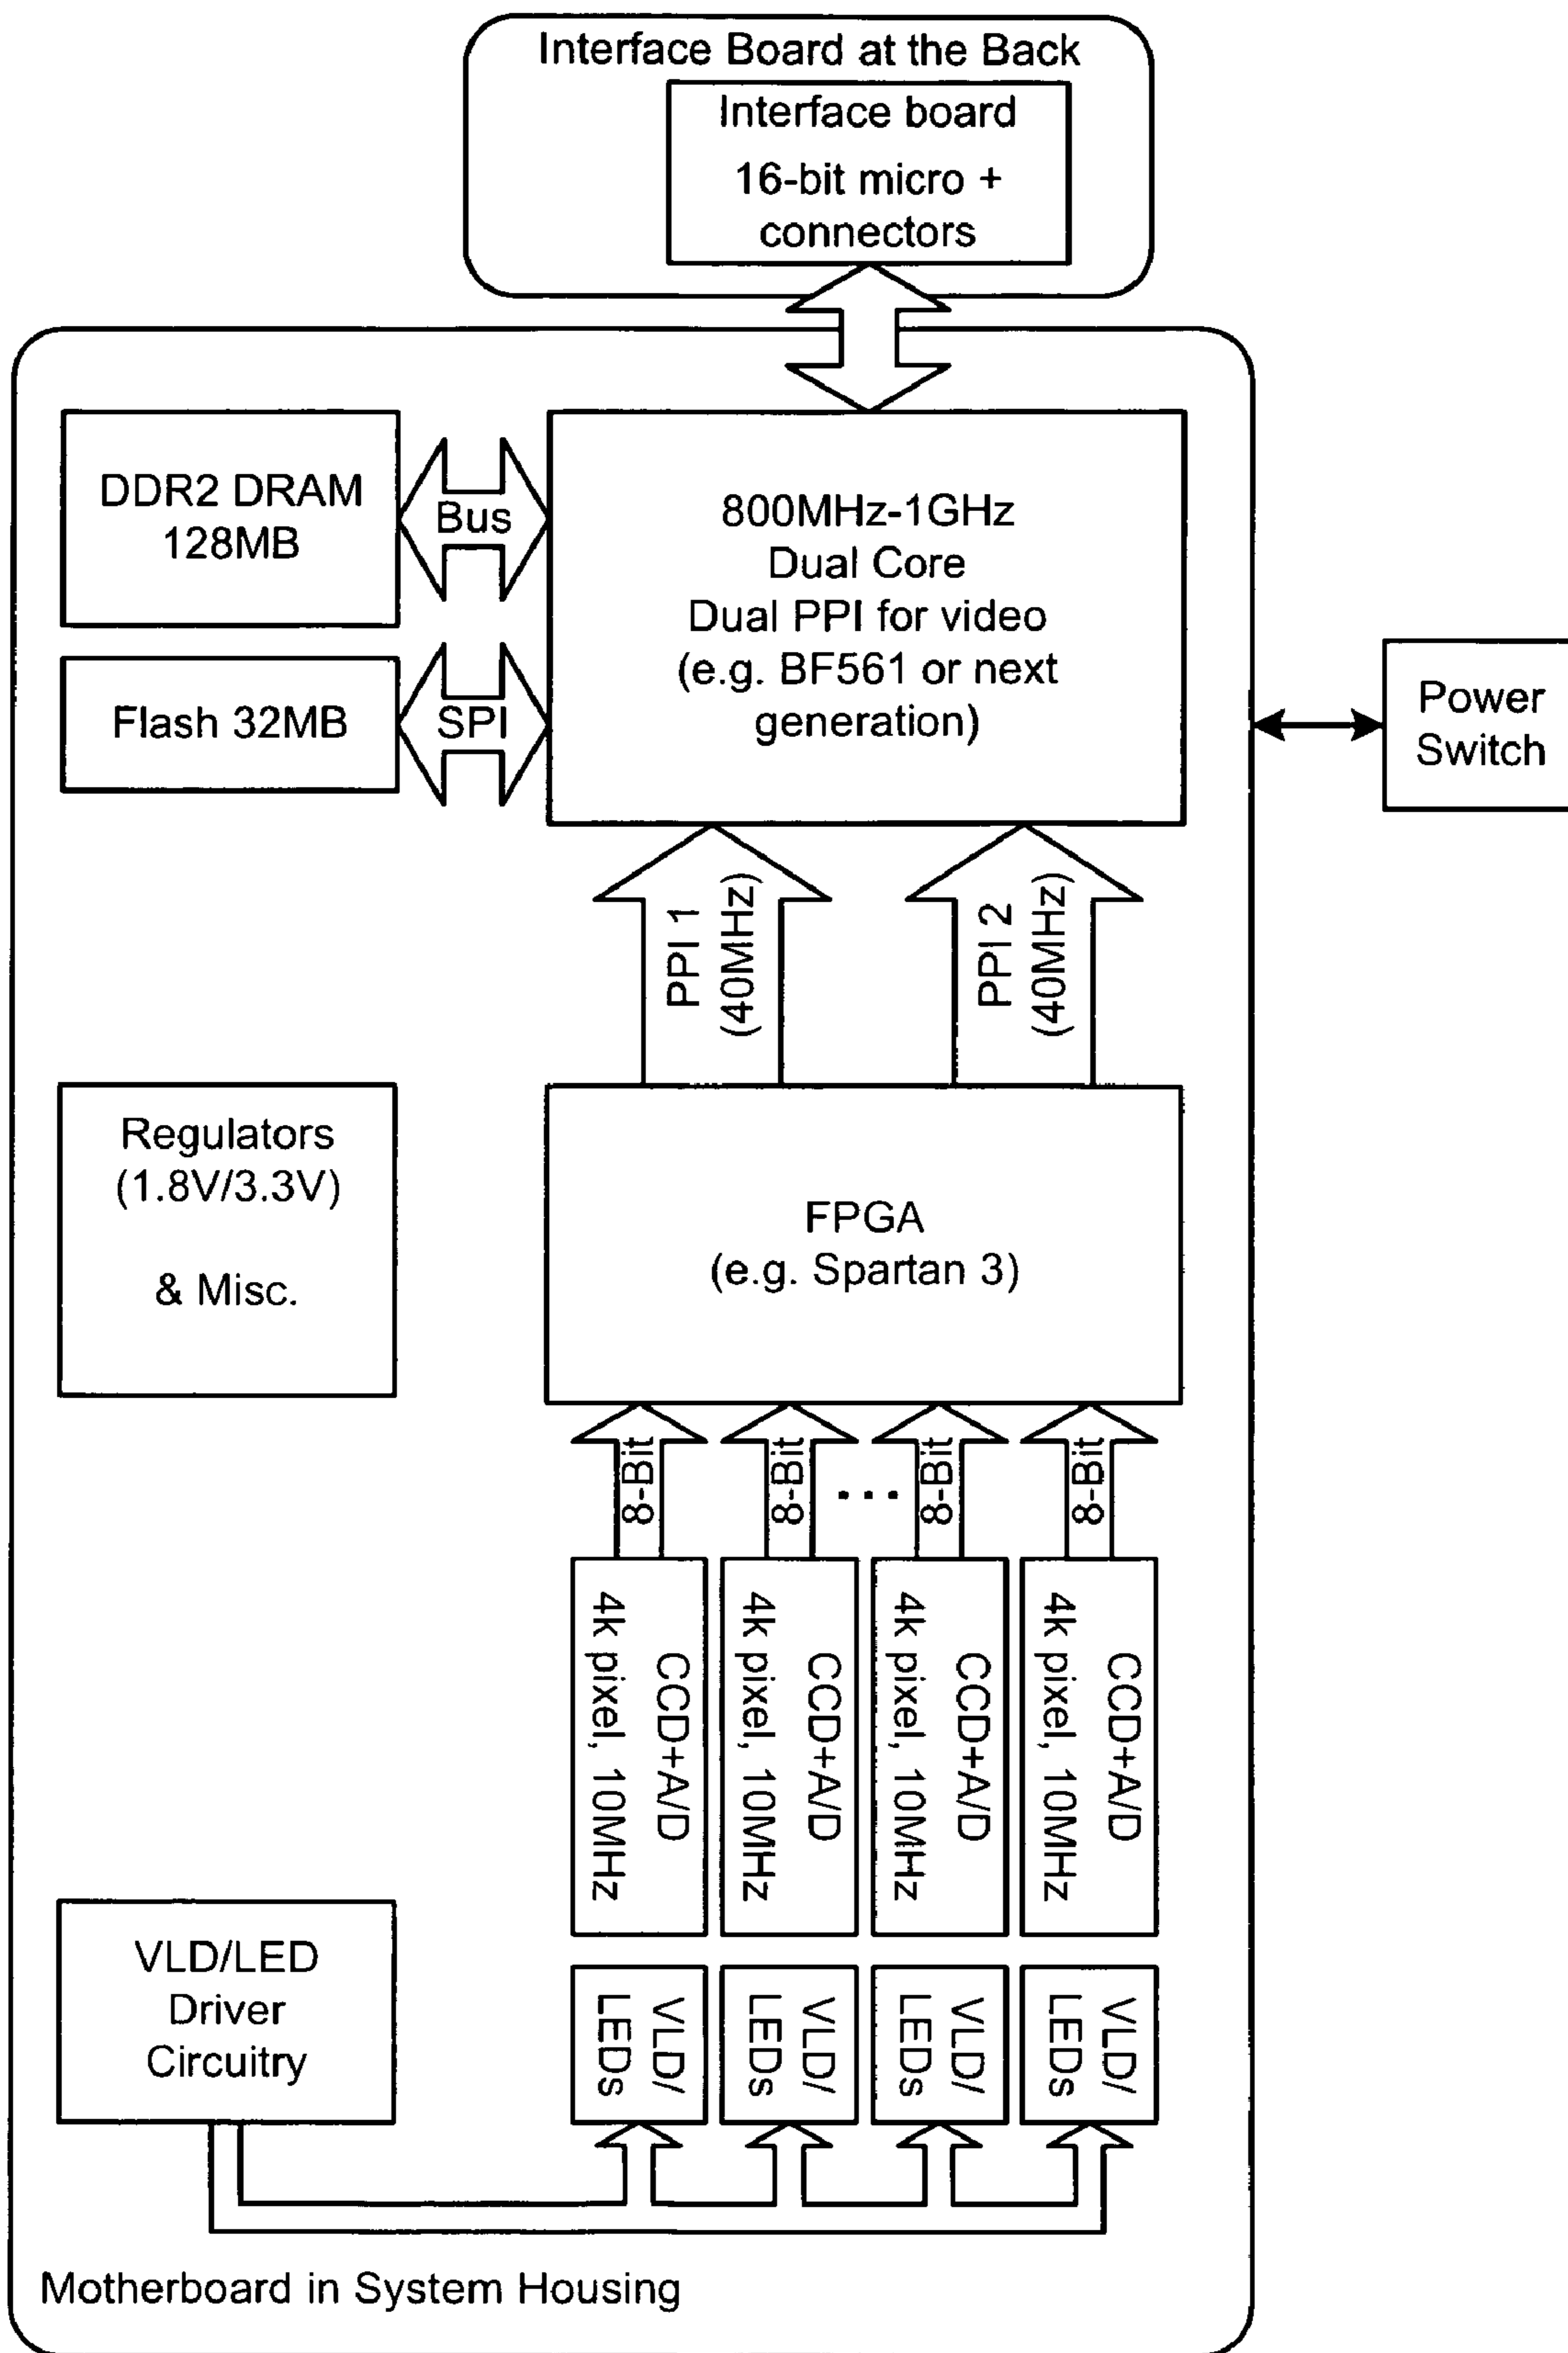 Interface Board at the Back
Interface board
16-bit micro +
connectors
DDR2 DRAM
128MB
Bus
800MHz-1GHz
Dual Core
Dual PPI for video
(e.g. BF561 or next
generation)
Flash 32MB
SPI
Power
Switch
PPI 1
(40MHz)
PPI 2
(40MHz)
Regulators
(1.8V/3.3V)
& Misc.
FPGA
(e.g. Spartan 3)
8-Bit
8-Bit
...
8-Bit
8-Bit
CCD+A/D
4k pixel, 10MHz
CCD+A/D
4k pixel, 10MHz
CCD+A/D
4k pixel, 10MHz
CCD+A/D
4k pixel, 10MHz
VLD/LED
Driver
Circuitry
VLD/
LEDs
VLD/
LEDs
VLD/
LEDs
VLD/
LEDs
Motherboard in System Housing